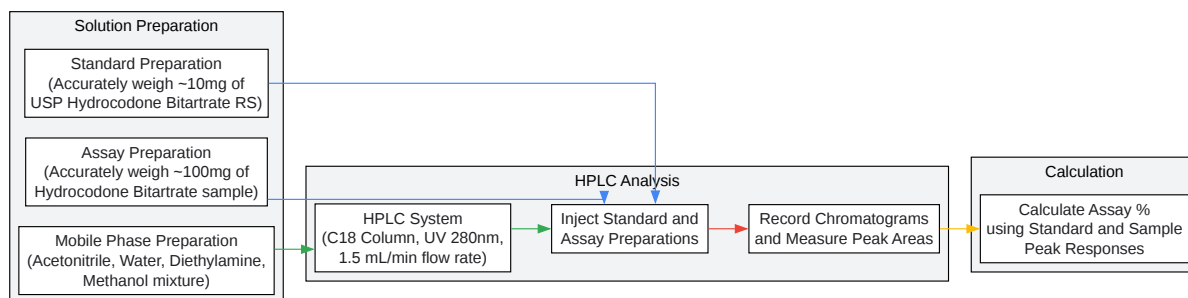 Solution Preparation
Standard Preparation
(Accurately weigh ~10mg of
USP Hydrocodone Bitartrate RS)
Assay Preparation
(Accurately weigh ~100mg of
Hydrocodone Bitartrate sample)
Mobile Phase Preparation
(Acetonitrile, Water, Diethylamine,
Methanol mixture)
HPLC Analysis
HPLC System
(C18 Column, UV 280nm,
1.5 mL/min flow rate)
Inject Standard and
Assay Preparations
Record Chromatograms
and Measure Peak Areas
Calculation
Calculate Assay %
using Standard and Sample
Peak Responses